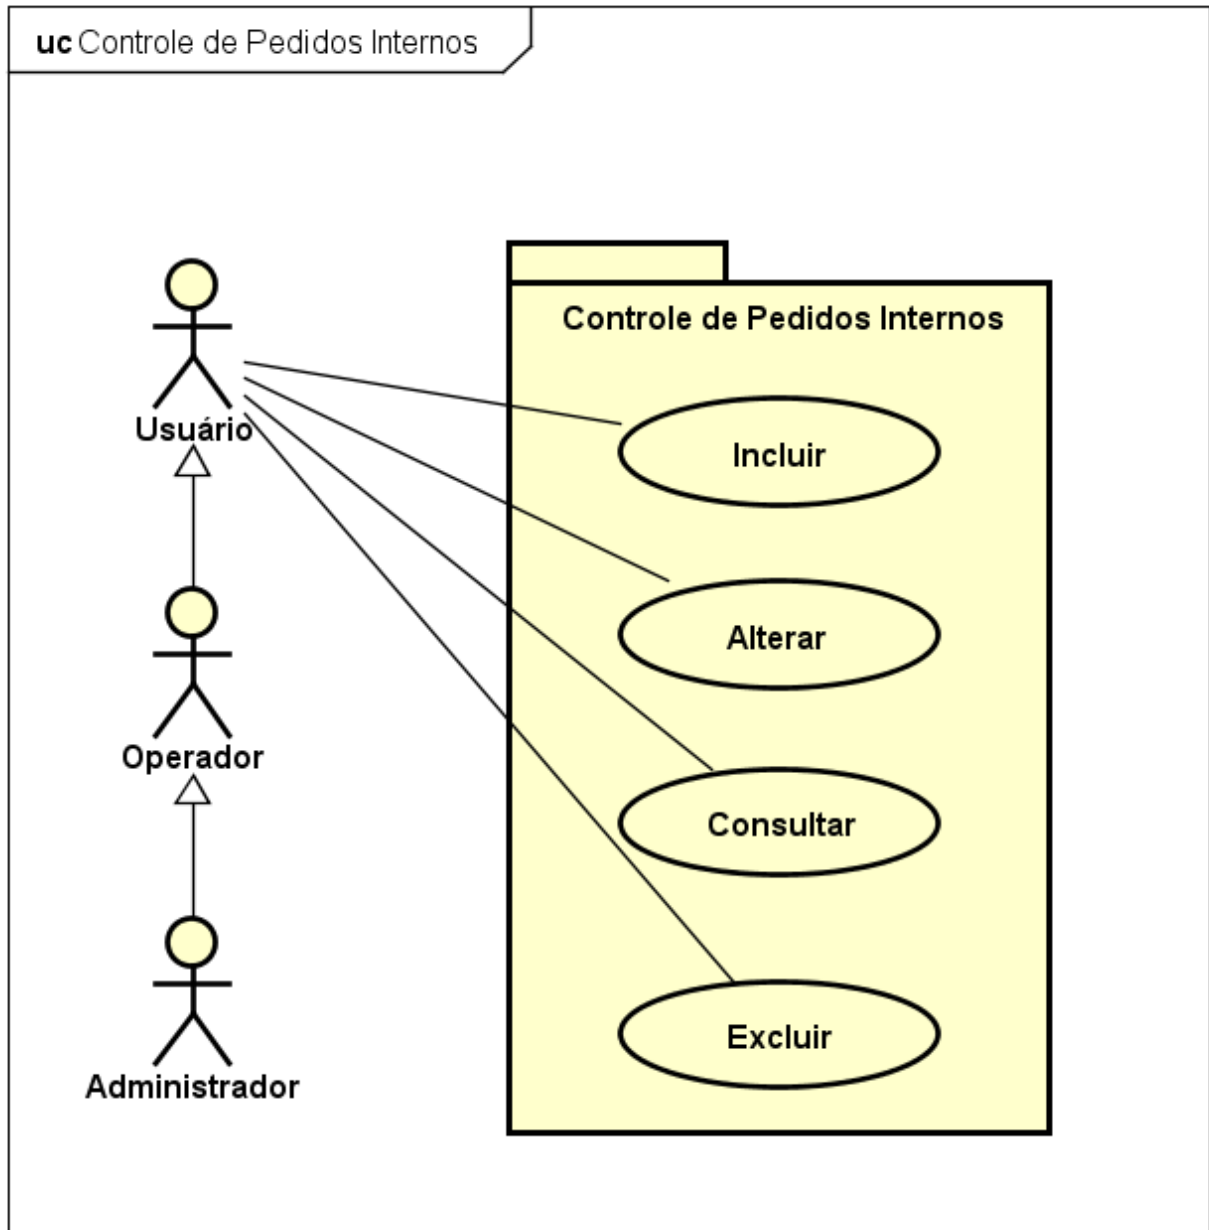 uc Controle de Pedidos Internos
Controle de Pedidos Internos
Usuário
Incluir
Alterar
Operador
Consultar
Excluir
Administrador